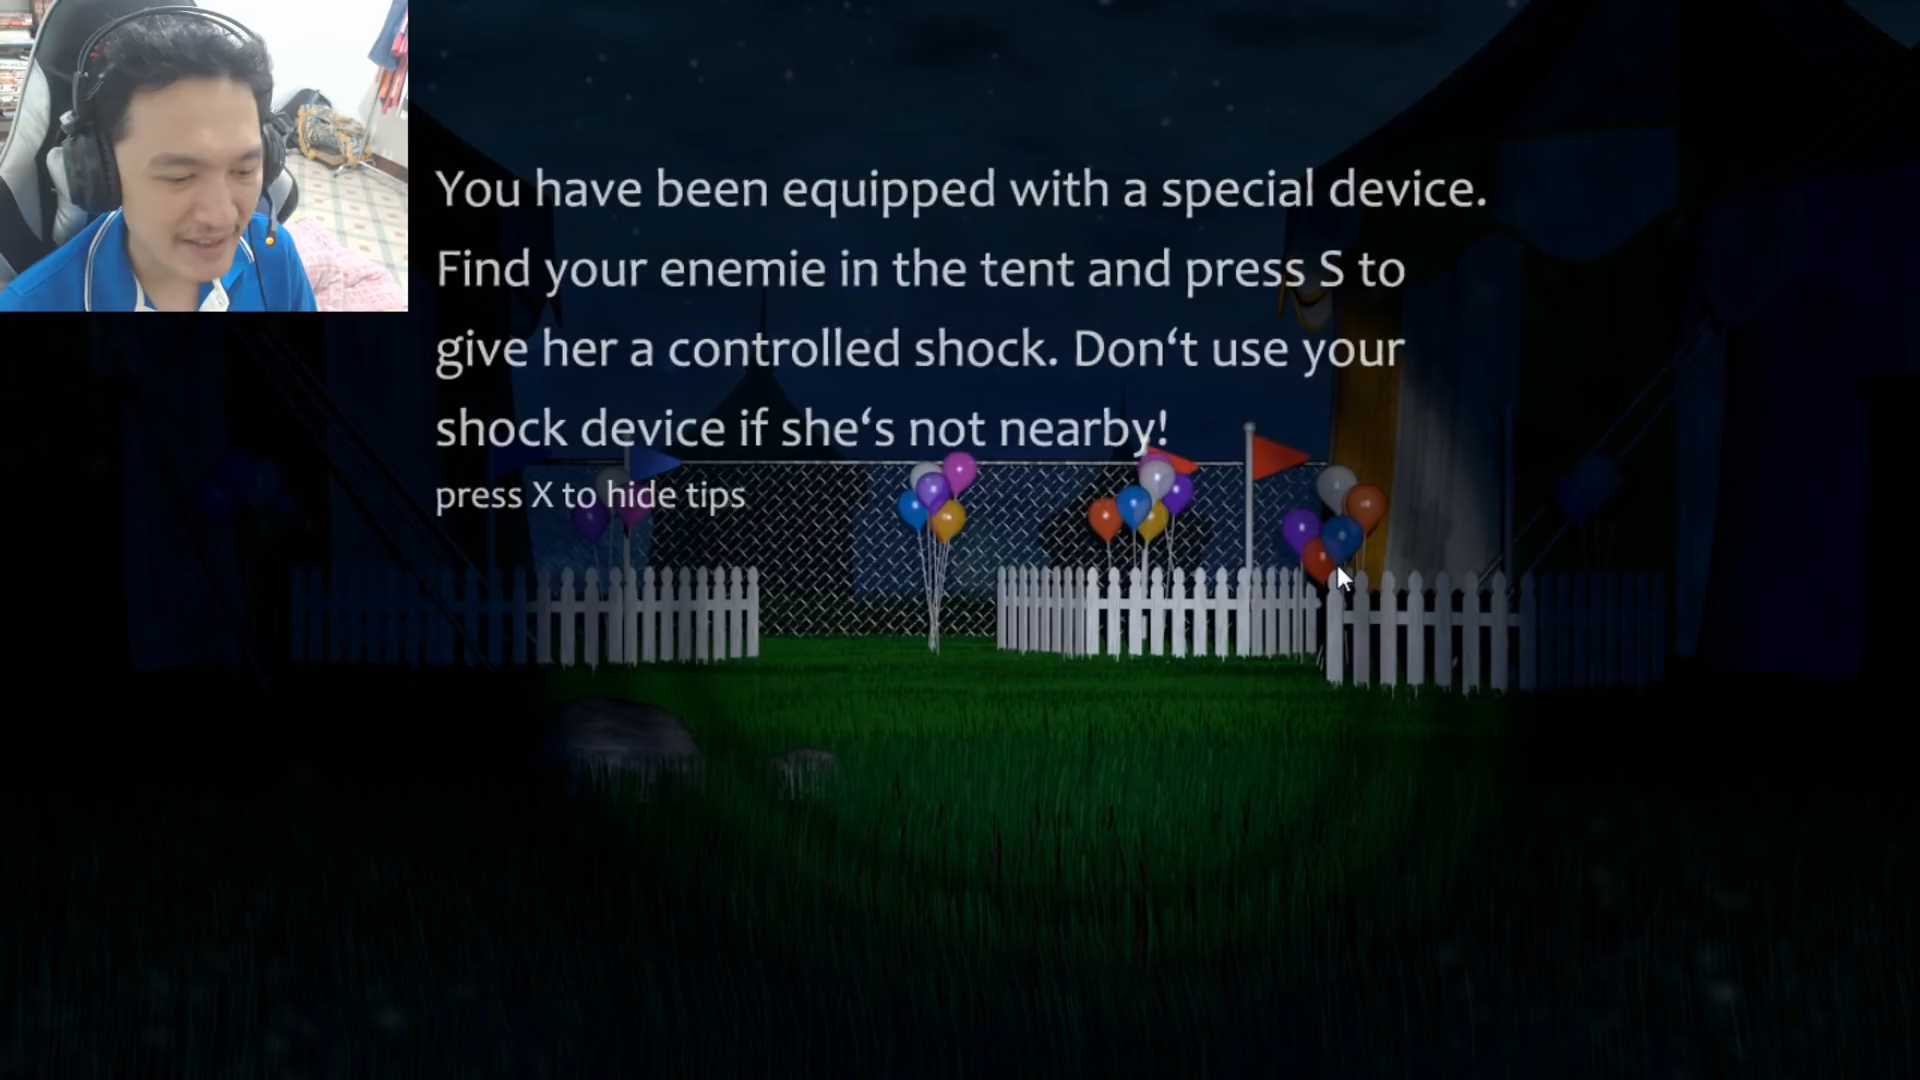 You have been equipped with a special device.
Find your enemie in the tent and press S to
give her a controlled shock. Don‘t use your
shock device if she‘s not nearby!
press X to hide tips